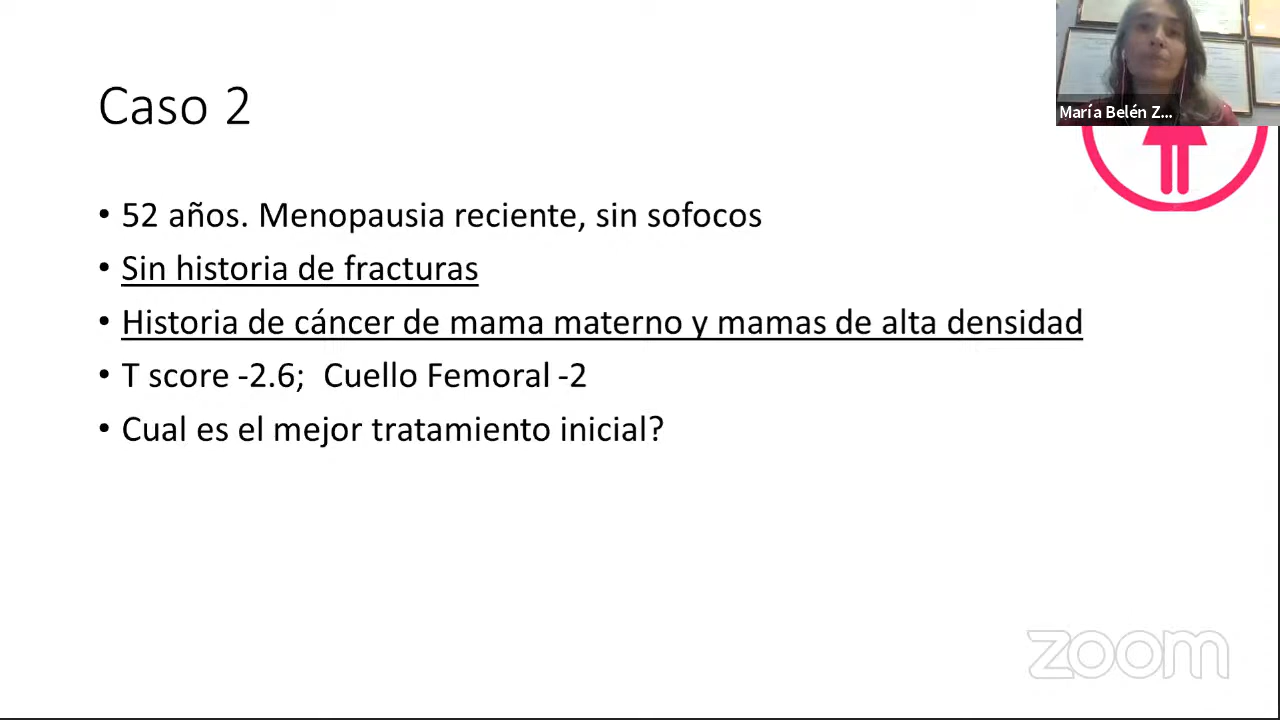 María Belén Z...
Caso 2
• 52 años. Menopausia reciente, sin sofocos
• Sin historia de fracturas
• Historia de cáncer de mama materno y mamas de alta densidad
• T score -2.6;  Cuello Femoral -2
• Cual es el mejor tratamiento inicial?
zoom